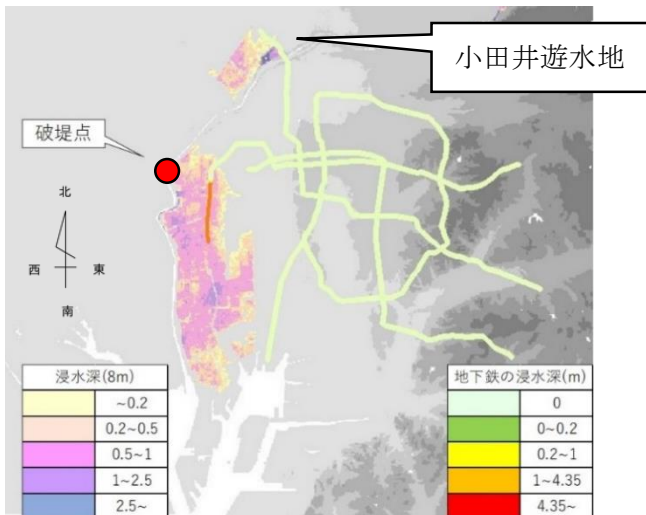 小田井遊水地
破堤点
北
西 東
南
浸水深(8m)
~0.2
0.2~0.5
0.5~1
1~2.5
2.5~
地下鉄の浸水深(m)
0
0~0.2
0.2~1
1~4.35
4.35~